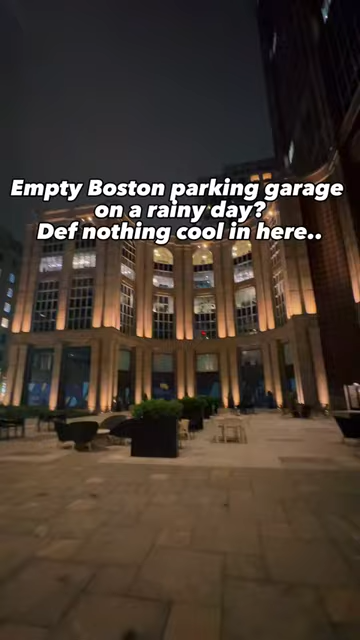 Empty Boston parking garage
on a rainy day?
Def nothing cool in here..